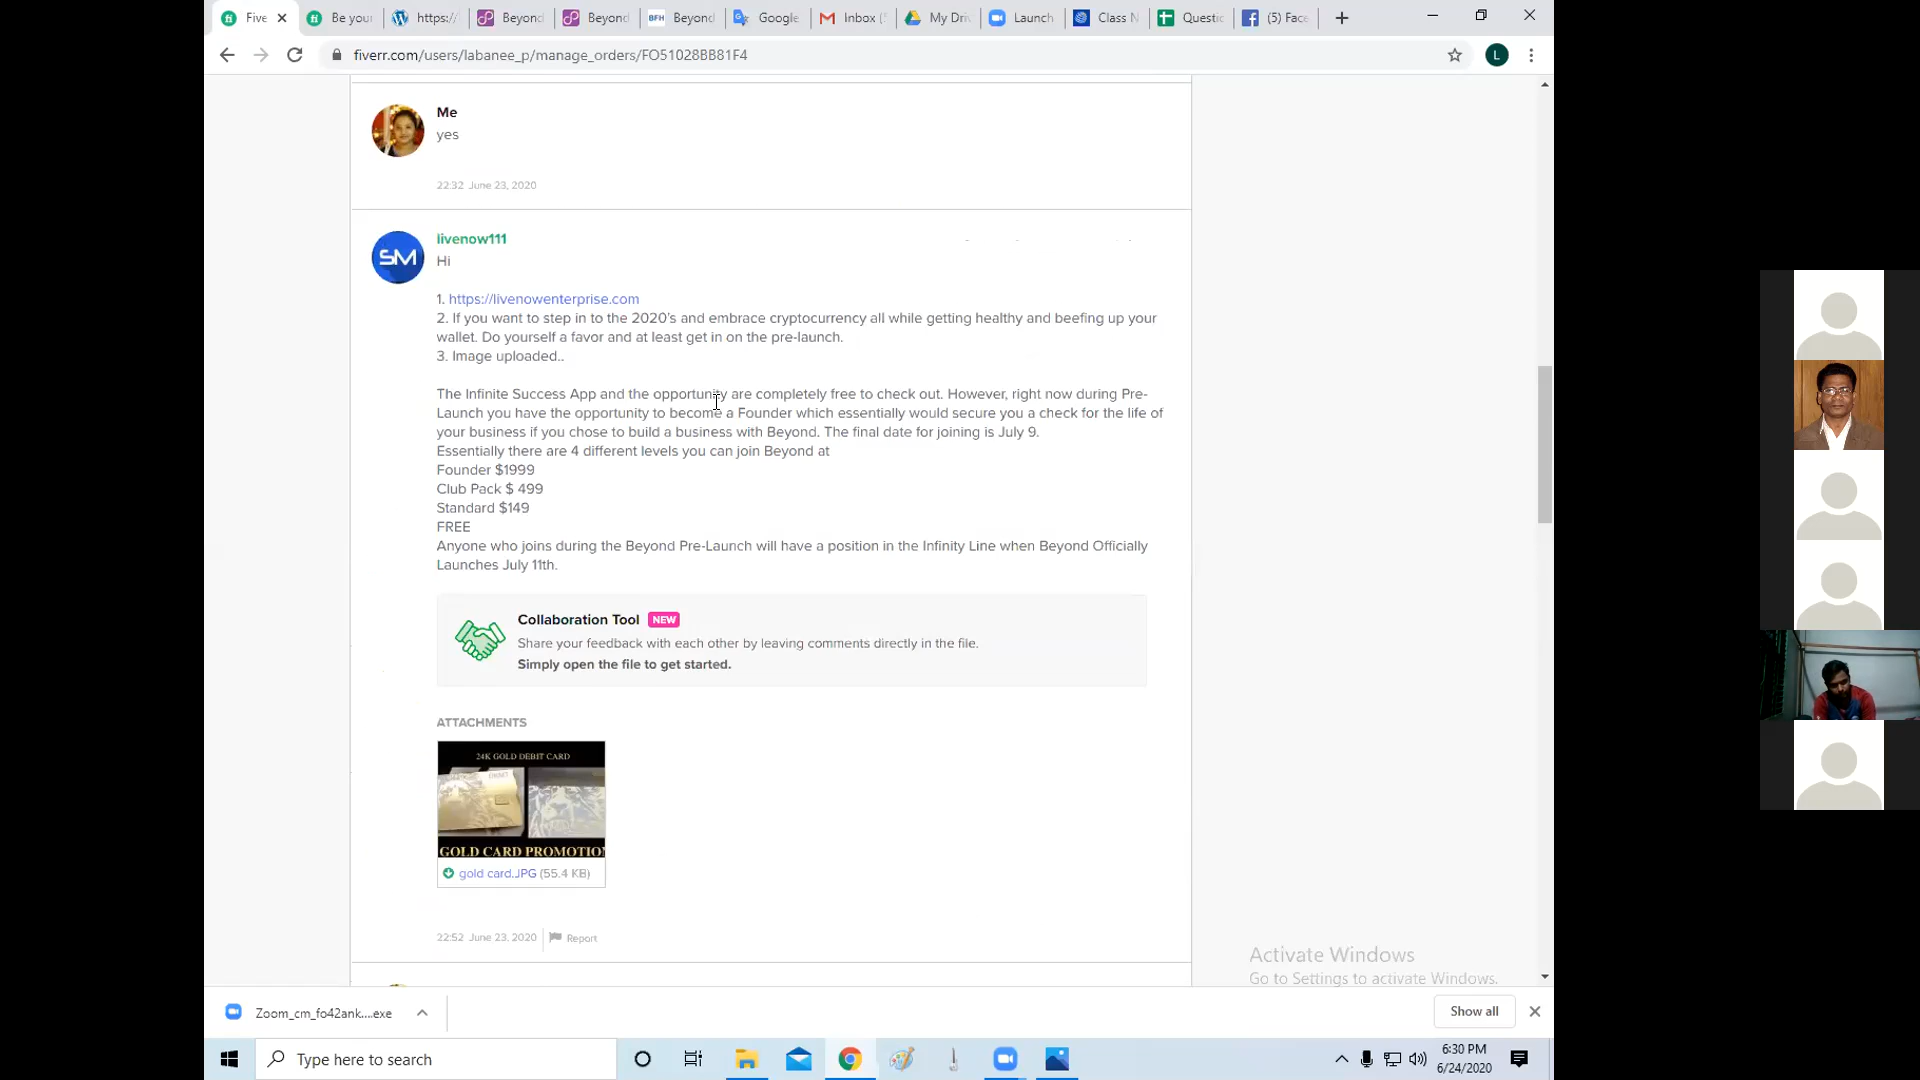 Five
Be your
https:/
Beyond
Beyond
BFH Beyond
Google
Inbox (5
My Driv
Launch
Class N
Questic
(5) Face
fiverr.com/users/labanee_p/manage_orders/FO51028BB81F4
L
Me
yes
22:32 June 23, 2020
SM
livenow111
Hi
1. https://livenowenterprise.com
2. If you want to step in to the 2020's and embrace cryptocurrency all while getting healthy and beefing up your
wallet. Do yourself a favor and at least get in on the pre-launch.
3. Image uploaded..
The Infinite Success App and the opportunity are completely free to check out. However, right now during Pre-
Launch you have the opportunity to become a Founder which essentially would secure you a check for the life of
your business if you chose to build a business with Beyond. The final date for joining is July 9.
Essentially there are 4 different levels you can join Beyond at
Founder $1999
Club Pack $ 499
Standard $149
FREE
Anyone who joins during the Beyond Pre-Launch will have a position in the Infinity Line when Beyond Officially
Launches July 11th.
Collaboration Tool NEW
Share your feedback with each other by leaving comments directly in the file.
Simply open the file to get started.
ATTACHMENTS
24K GOLD DEBIT CARD
GOLD CARD PROMOTION
gold card.JPG (55.4 KB)
22:52 June 23, 2020 Report
Activate Windows
Go to Settings to activate Windows.
Zoom_cm_fo42ank....exe
Show all
Type here to search
6:30 PM
6/24/2020